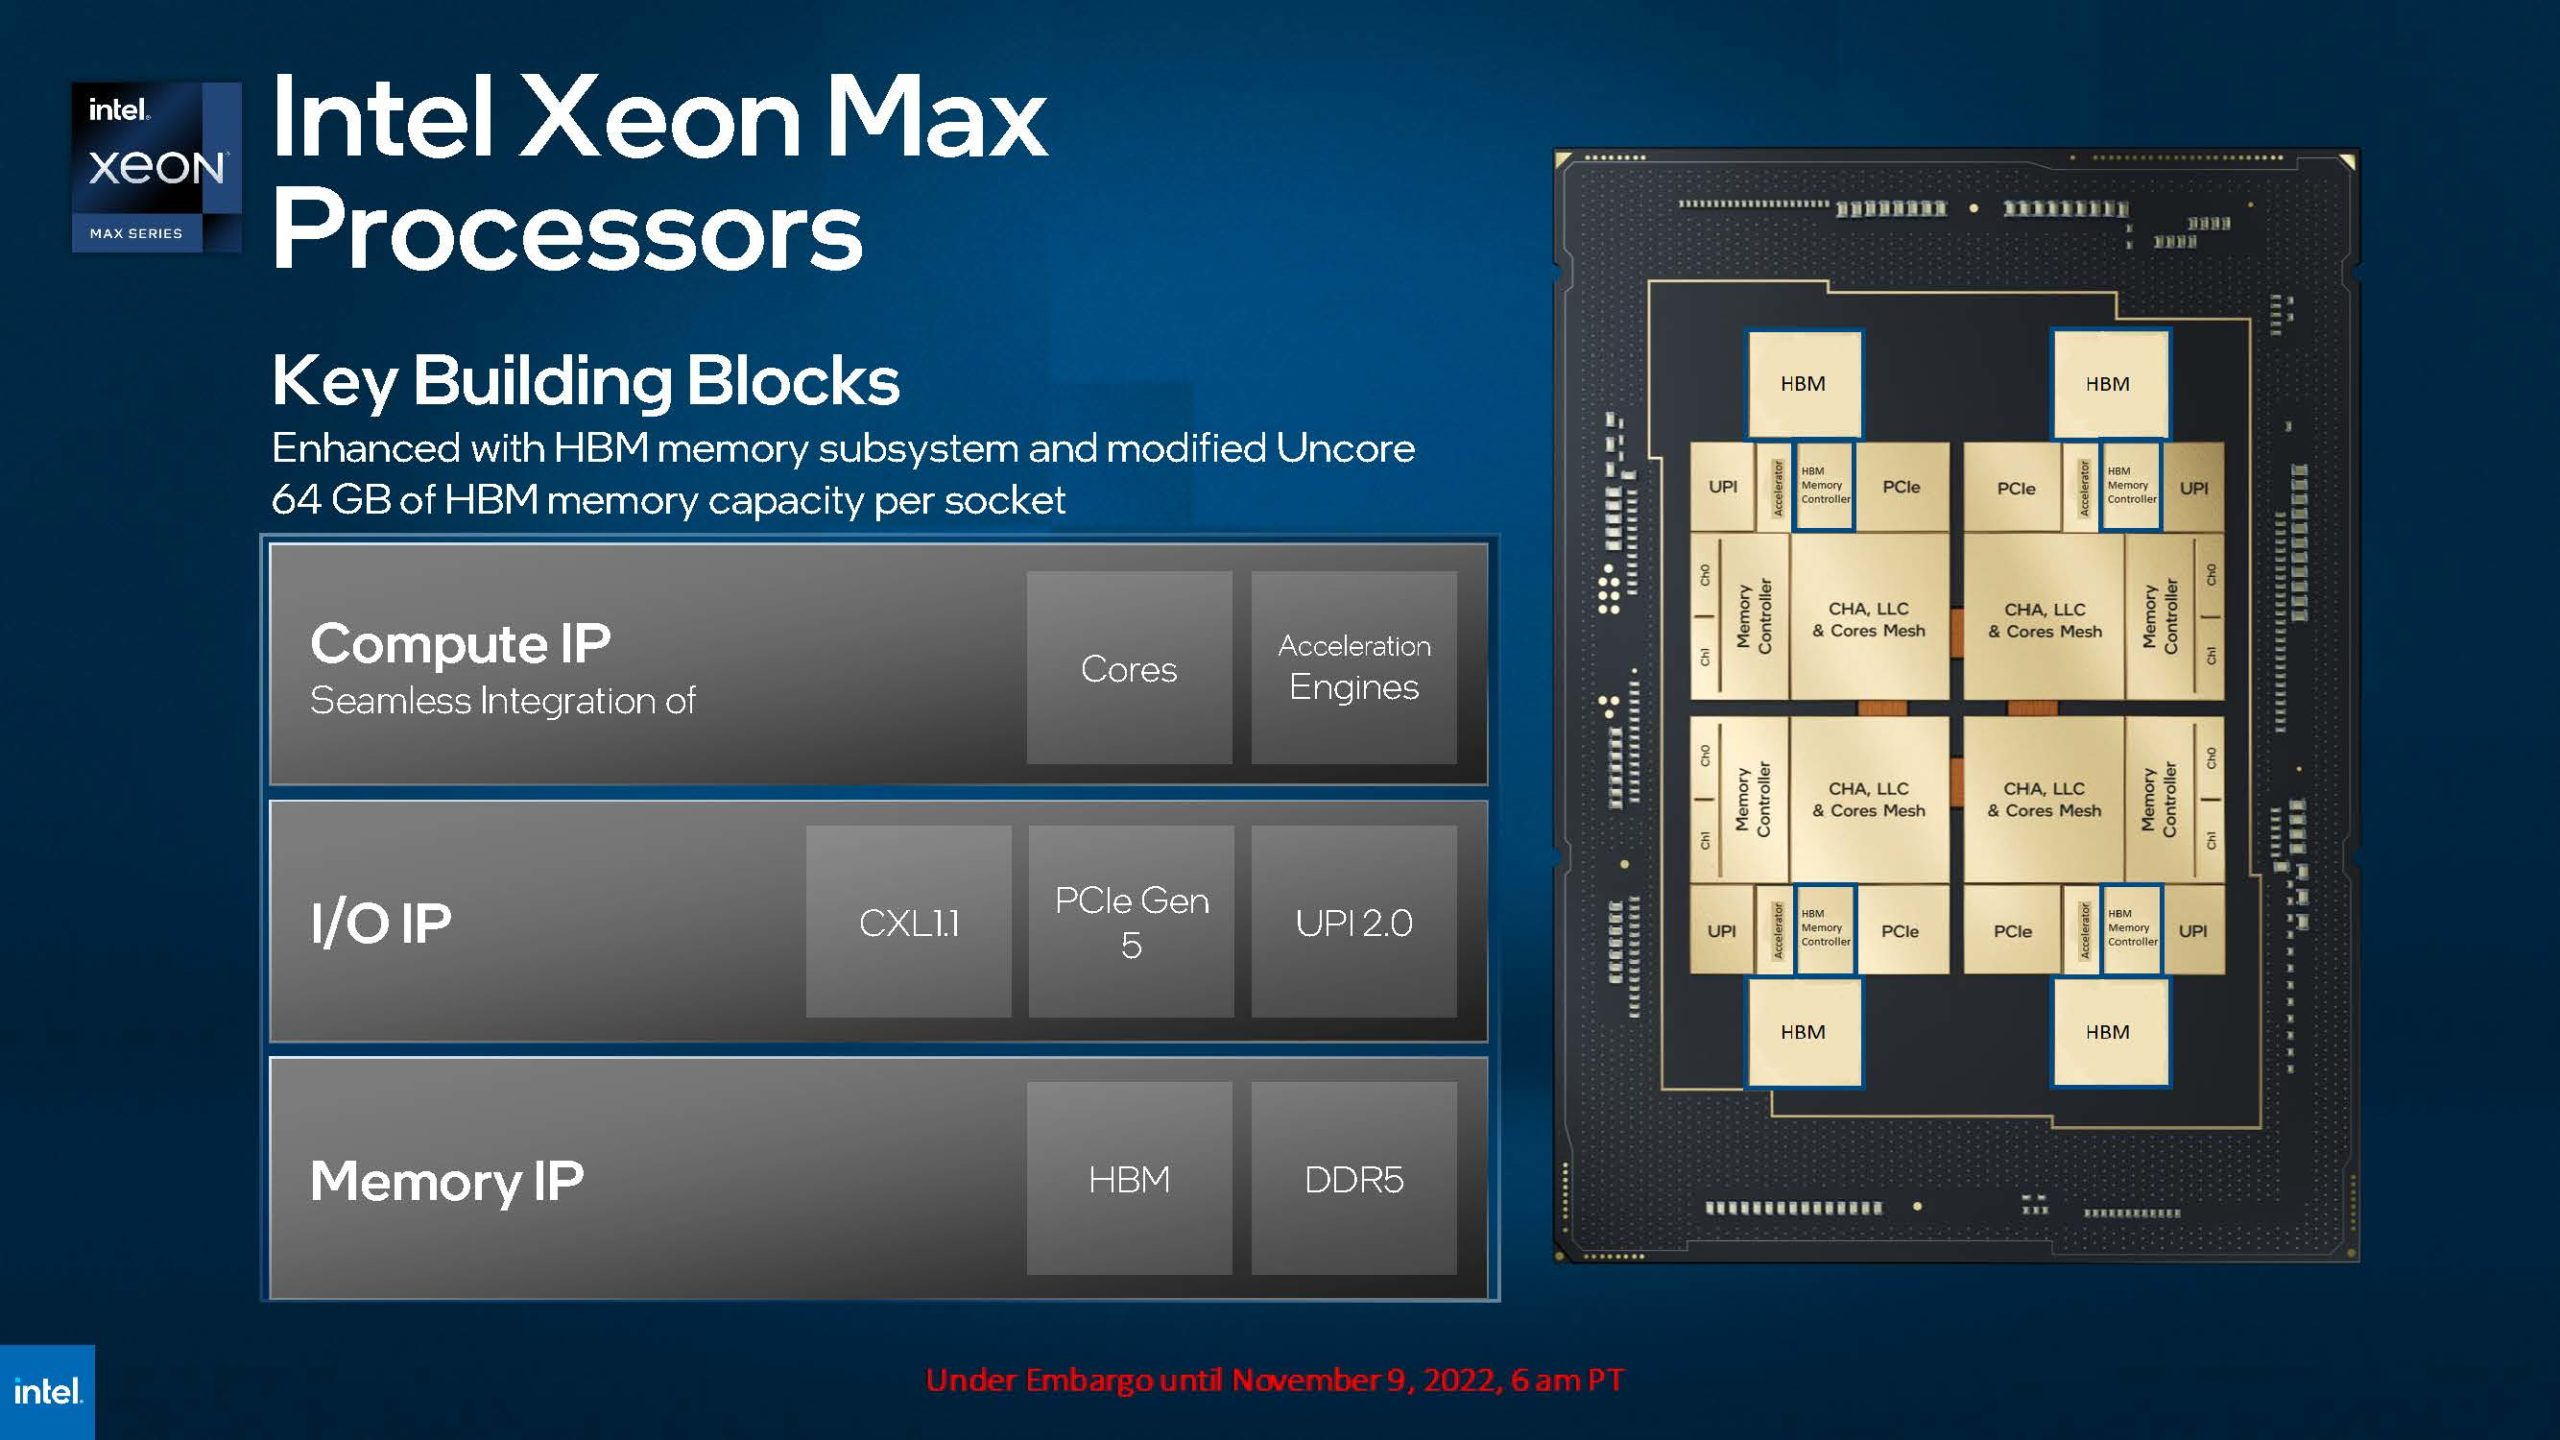 intel.
xeon
MAX SERIES
Intel Xeon Max
Processors
Key Building Blocks
Enhanced with HBM memory subsystem and modified Uncore
64 GB of HBM memory capacity per socket
Compute IP
Seamless Integration of
Cores
Acceleration
Engines
I/O IP
CXL1.1
PCIe Gen
5
UPI 2.0
Memory IP
HBM
DDR5
HBM
HBM
UPI
Accelerator
HBM
Memory
Controller
PCIe
PCIe
Accelerator
HBM
Memory
Controller
UPI
Ch0
Ch1
Memory
Controller
CHA, LLC
& Cores Mesh
CHA, LLC
& Cores Mesh
Memory
Controller
Ch0
Ch1
Ch0
Ch1
Memory
Controller
CHA, LLC
& Cores Mesh
CHA, LLC
& Cores Mesh
Memory
Controller
Ch0
Ch1
UPI
Accelerator
HBM
Memory
Controller
PCIe
PCIe
Accelerator
HBM
Memory
Controller
UPI
HBM
HBM
intel.
Under Embargo until November 9, 2022, 6 am PT